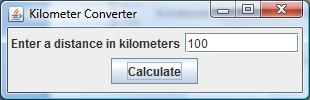 Kilometer Converter
Enter a distance in kilometers 100
Calculate